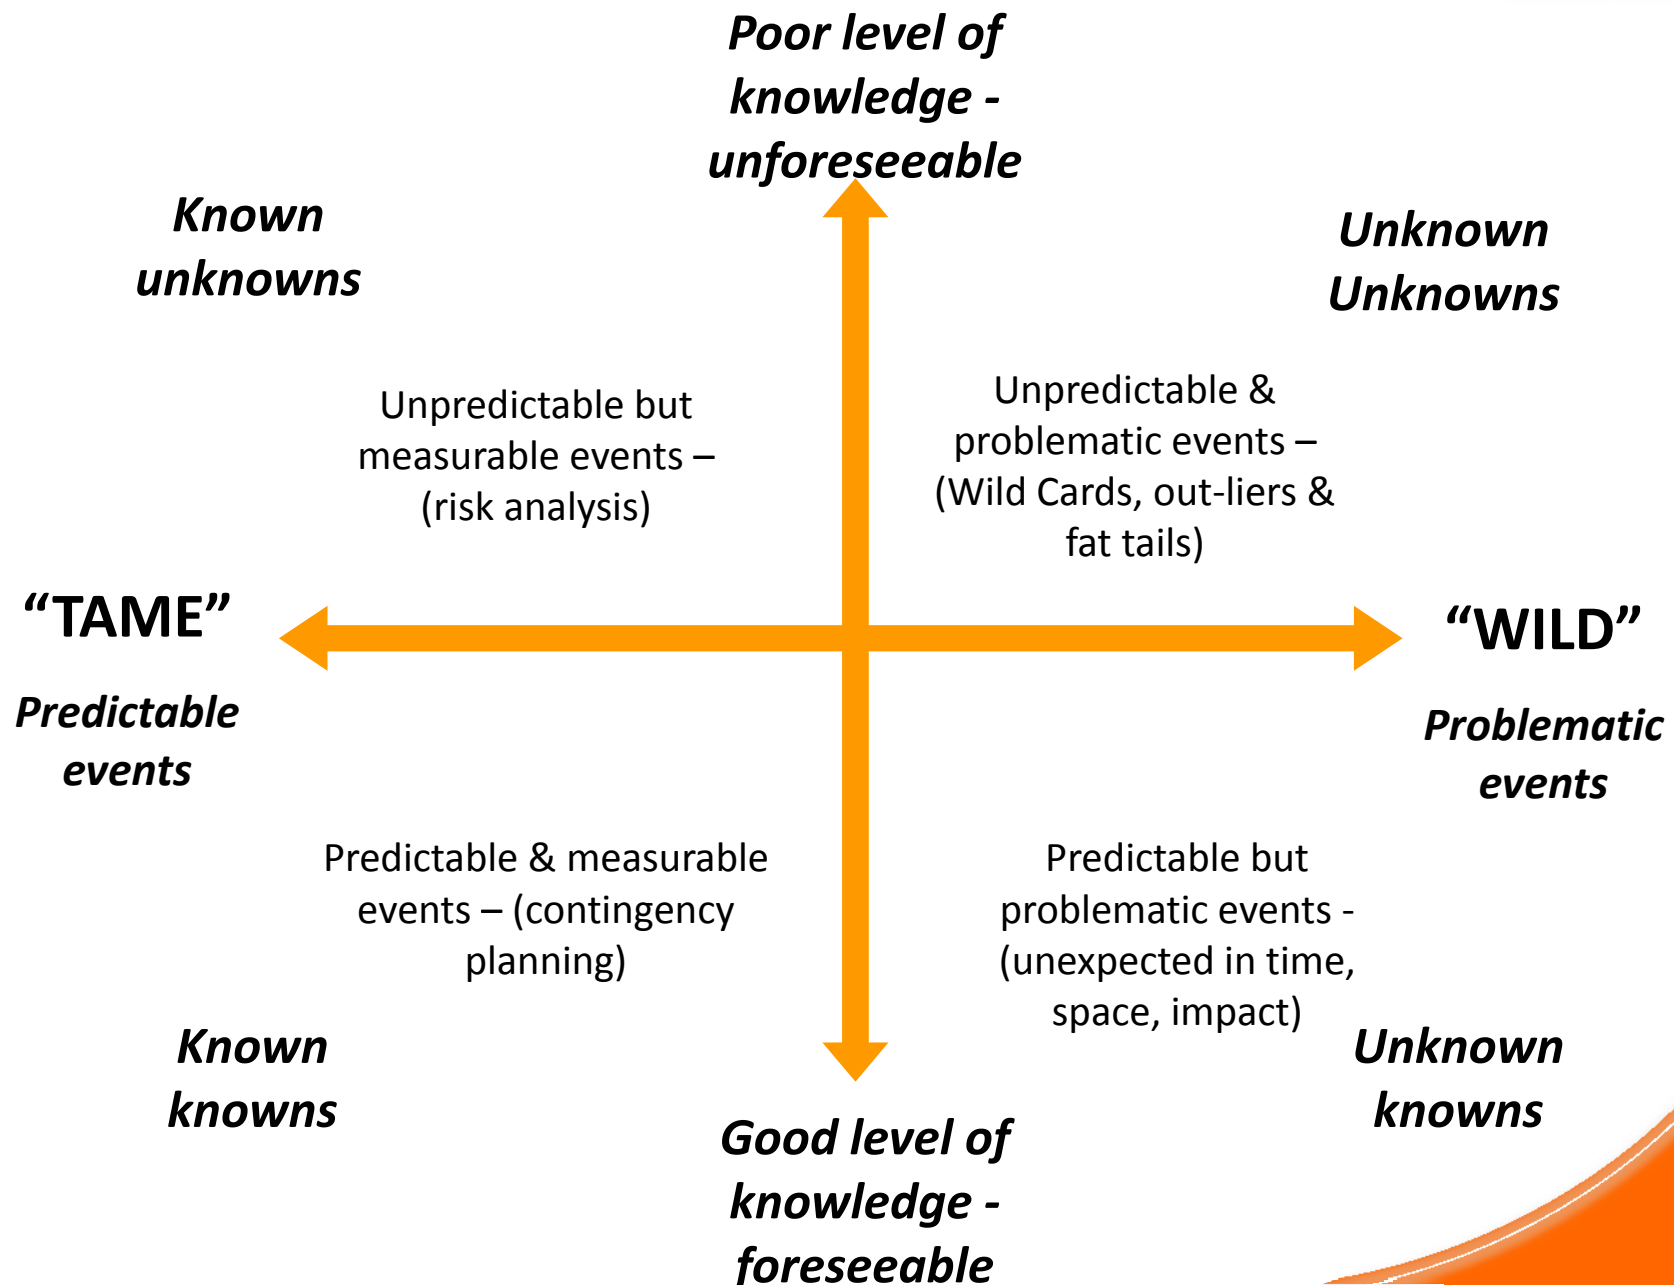 Poor level of
knowledge -
unforeseeable
Known
unknowns
Unknown
Unknowns
Unpredictable but
measurable events –
(risk analysis)
Unpredictable &
problematic events –
(Wild Cards, out-liers &
fat tails)
“TAME”
“WILD”
Predictable
events
Problematic
events
Predictable & measurable
events – (contingency
planning)
Predictable but
problematic events -
(unexpected in time,
space, impact)
Known
knowns
Unknown
knowns
Good level of
knowledge -
foreseeable